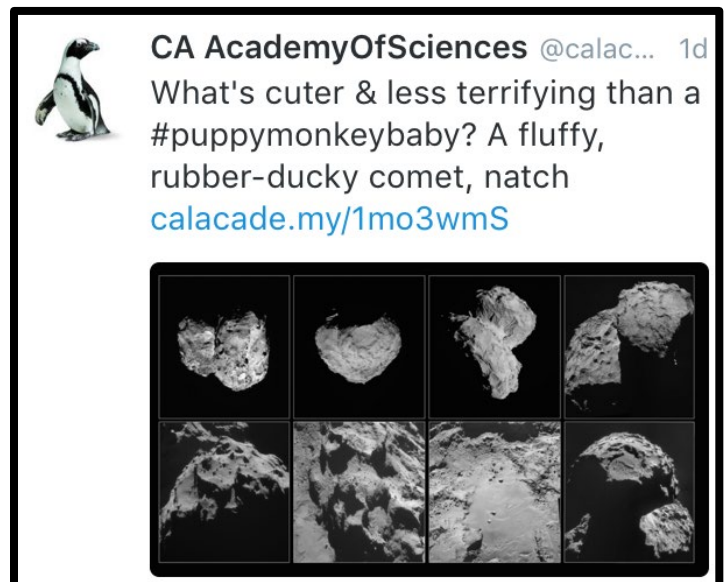 CA AcademyOfSciences @calac... 1d
What's cuter & less terrifying than a
#puppymonkeybaby? A fluffy,
rubber-ducky comet, natch
calacade.my/1mo3wmS